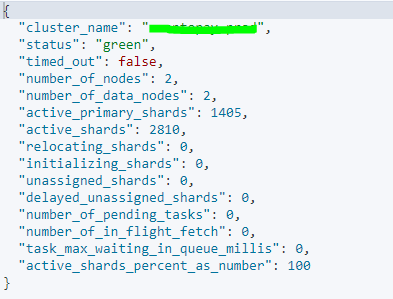 {
"cluster_name": "",
"status": "green",
"timed_out": false,
"number_of_nodes": 2,
"number_of_data_nodes": 2,
"active_primary_shards": 1405,
"active_shards": 2810,
"relocating_shards": 0,
"initializing_shards": 0,
"unassigned_shards": 0,
"delayed_unassigned_shards": 0,
"number_of_pending_tasks": 0,
"number_of_in_flight_fetch": 0,
"task_max_waiting_in_queue_millis": 0,
"active_shards_percent_as_number": 100
}